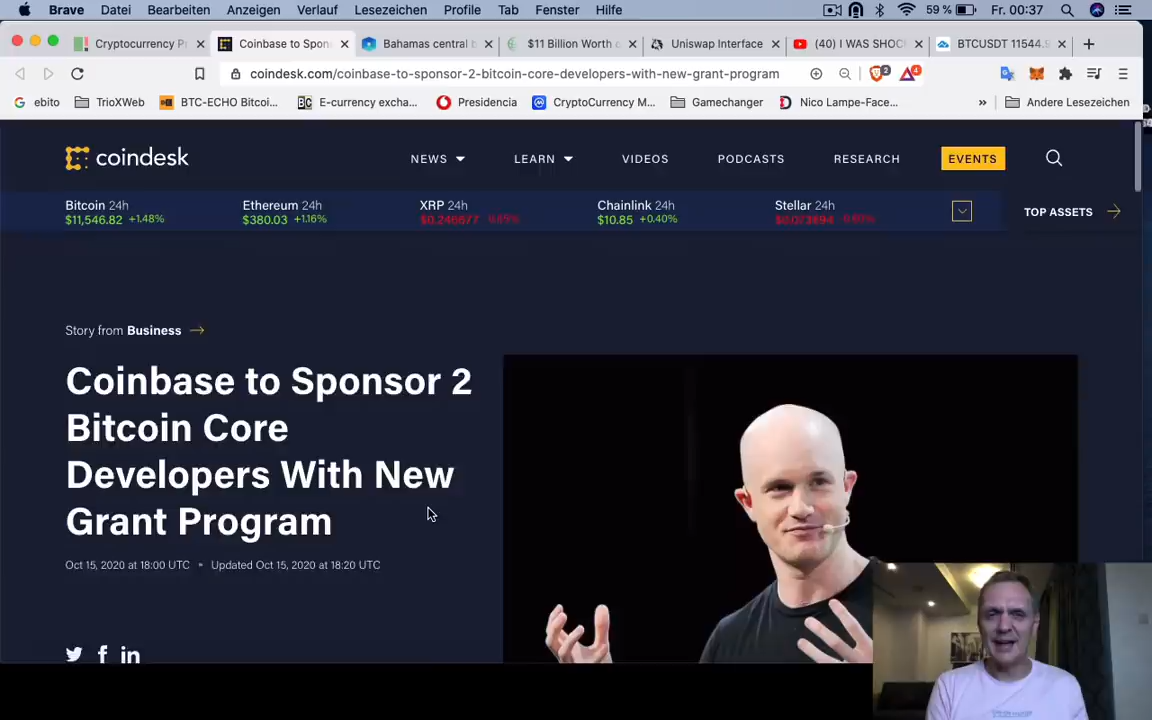 Brave Datei Bearbeiten Anzeigen Verlauf Lesezeichen Profile Tab Fenster Hilfe 59 % Fr. 00:37
Cryptocurrency P Coinbase to Spon Bahamas central b $11 Billion Worth o Uniswap Interface (40) I WAS SHOC BTCUSDT 11544.
coindesk.com/coinbase-to-sponsor-2-bitcoin-core-developers-with-new-grant-program 2 4
ebito TrioXWeb BTC-ECHO Bitcoi... E-currency excha... Presidencia CryptoCurrency M... Gamechanger Nico Lampe-Face... » Andere Lesezeichen
coindesk NEWS LEARN VIDEOS PODCASTS RESEARCH EVENTS
Bitcoin 24h Ethereum 24h XRP 24h Chainlink 24h Stellar 24h
$11,546.82 +1.48% $380.03 +1.16% $10.85 +0.40%
TOP ASSETS
Story from Business
Coinbase to Sponsor 2
Bitcoin Core
Developers With New
Grant Program
Oct 15, 2020 at 18:00 UTC • Updated Oct 15, 2020 at 18:20 UTC